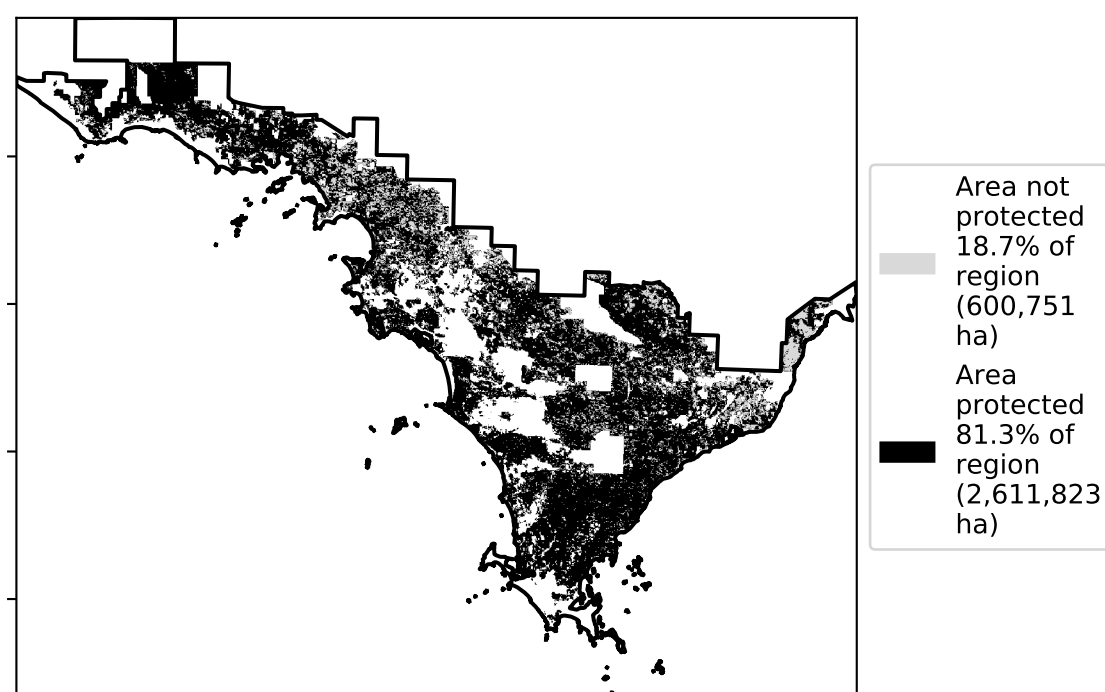 Area not
protected
18.7% of
region
(600,751
ha)
Area
protected
81.3% of
region
(2,611,823
ha)